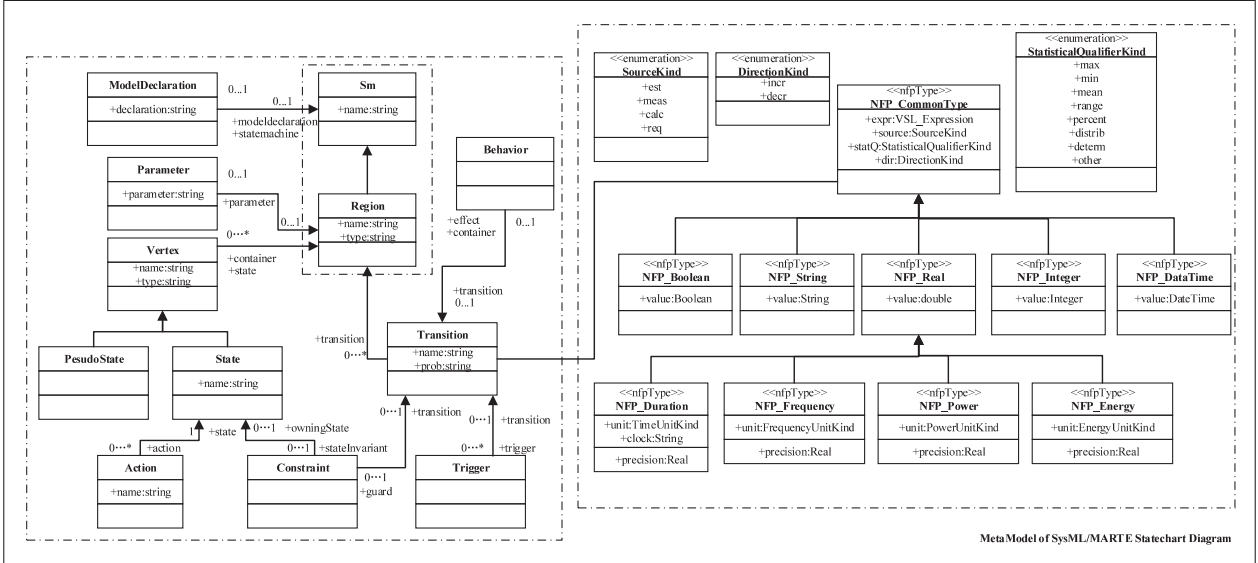 ModelDeclaration
+declaration:string
0...1
0...1
+modeldeclaration
+statemachine
Sm
+name:string
Parameter
+parameter:string
0...1
+parameter
0...1
Region
+name:string
+type:string
Behavior
+effect
+container
0...1
Vertex
+name:string
+type:string
0···*
+container
+state
+transition
0...1
+transition
0···*
Transition
+name:string
+prob:string
PesudoState
State
+name:string
1
+state
0···*
+action
0···1
+owningState
0···1
+stateInvariant
0···1
+transition
0···1
+transition
0···*
+trigger
Action
+name:string
Constraint
0···1
+guard
Trigger
<<enumeration>>
SourceKind
+est
+meas
+calc
+req
<<enumeration>>
DirectionKind
+incr
+decr
<<nfpType>>
NFP_CommonType
+expr:VSL_Expression
+source:SourceKind
+statQ:StatisticalQualifierKind
+dir:DirectionKind
<<enumeration>>
StatisticalQualifierKind
+max
+min
+mean
+range
+percent
+distrib
+determ
+other
<<nfpType>>
NFP_Boolean
+value:Boolean
<<nfpType>>
NFP_String
+value:String
<<nfpType>>
NFP_Real
+value:double
<<nfpType>>
NFP_Integer
+value:Integer
<<nfpType>>
NFP_DataTime
+value:DateTime
<<nfpType>>
NFP_Duration
+unit:TimeUnitKind
+clock:String
+precision:Real
<<nfpType>>
NFP_Frequency
+unit:FrequencyUnitKind
+precision:Real
<<nfpType>>
NFP_Power
+unit:PowerUnitKind
+precision:Real
<<nfpType>>
NFP_Energy
+unit:EnergyUnitKind
+precision:Real
MetaModel of SysML/MARTE Statechart Diagram